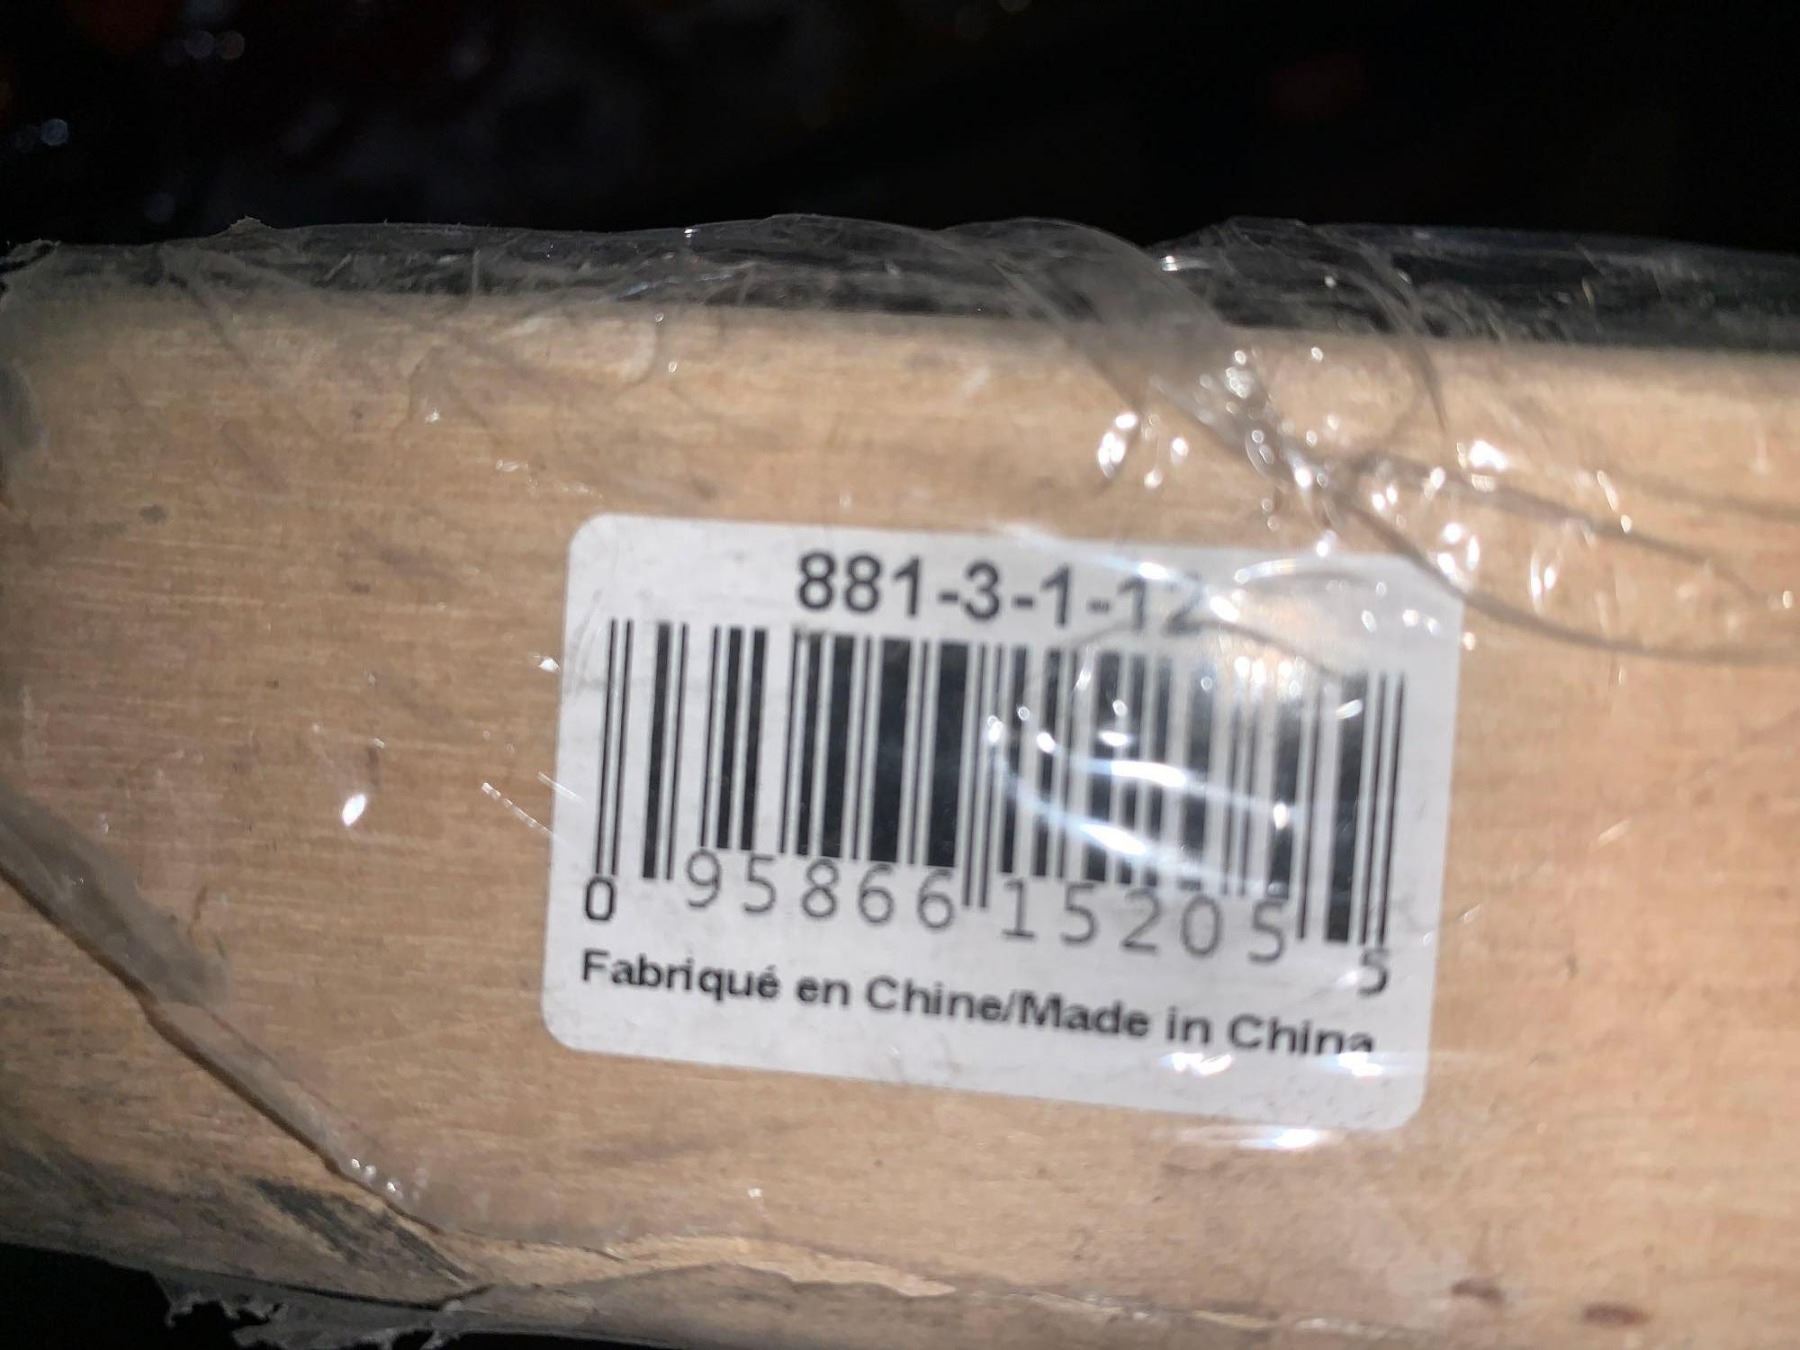 881-3-1-12
0 95866 15205 5
Fabriqué en Chine/Made in China